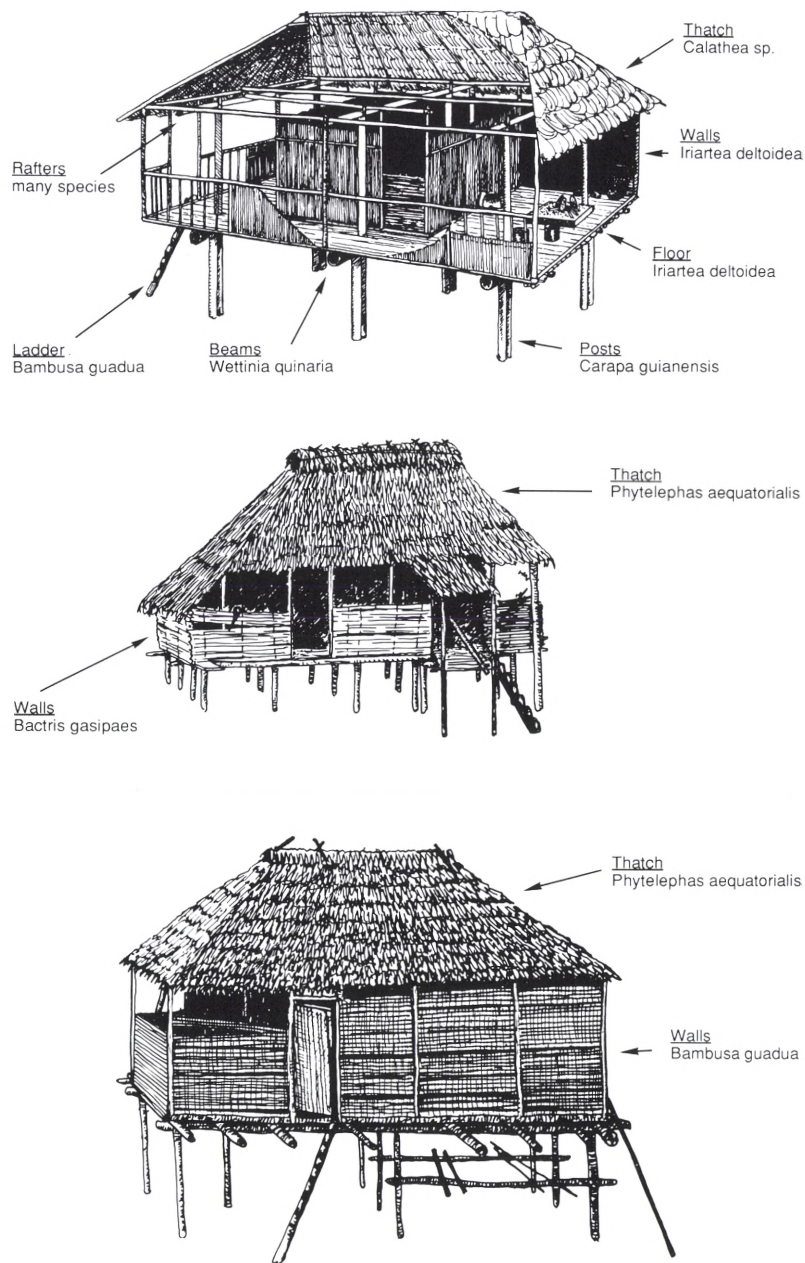 Thatch
Calathea sp.
Walls
Iriartea deltoidea
Rafters
many species
Floor
Iriartea deltoidea
Ladder
Bambusa guadua
Beams
Wettinia quinaria
Posts
Carapa guianensis
Thatch
Phytelephas aequatorialis
Walls
Bactris gasipaes
Thatch
Phytelephas aequatorialis
Walls
Bambusa guadua